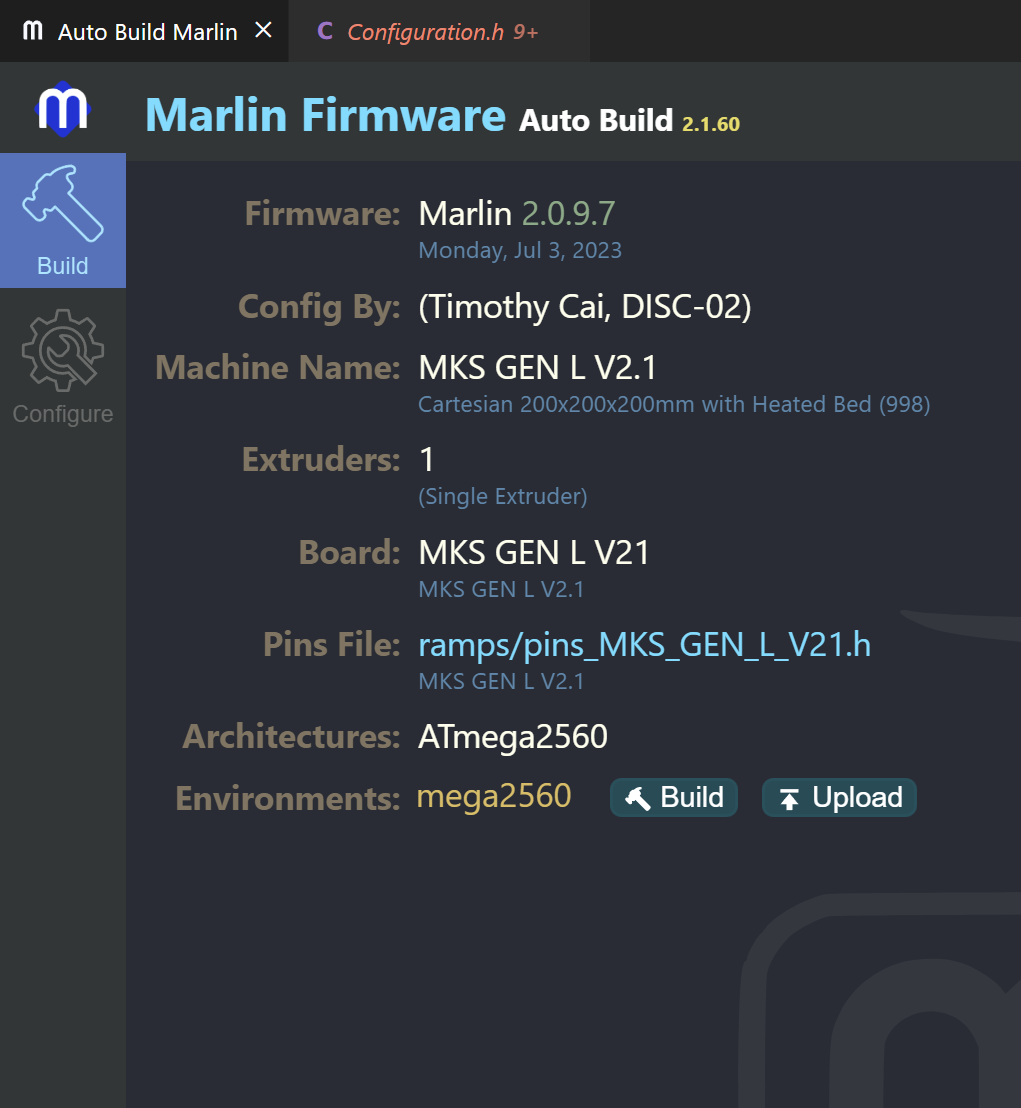 Auto Build Marlin
C Configuration.h 9+
Marlin Firmware Auto Build 2.1.60
Build
Configure
Firmware: Marlin 2.0.9.7
Monday, Jul 3, 2023
Config By: (Timothy Cai, DISC-02)
Machine Name: MKS GEN L V2.1
Cartesian 200x200x200mm with Heated Bed (998)
Extruders: 1
(Single Extruder)
Board: MKS GEN L V21
MKS GEN L V2.1
Pins File: ramps/pins_MKS_GEN_L_V21.h
MKS GEN L V2.1
Architectures: ATmega2560
Environments: mega2560 Build Upload